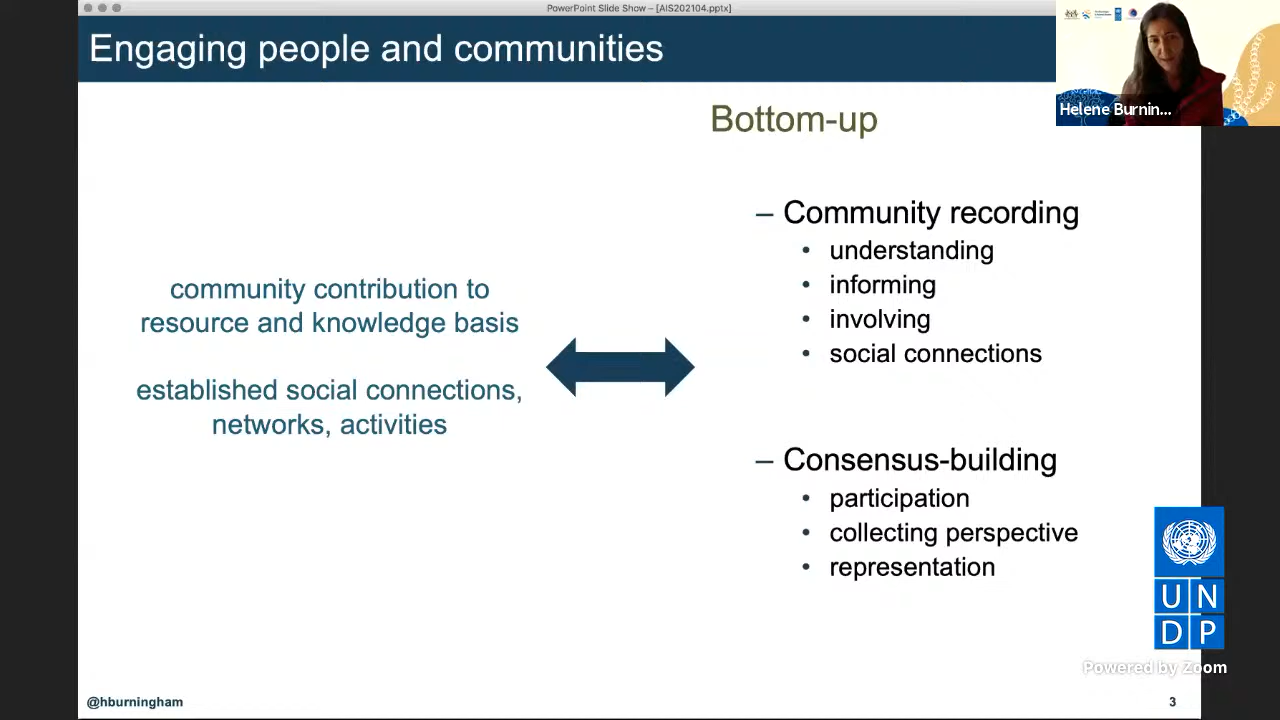 PowerPoint Slide Show – [AIS202104.pptx]
Engaging people and communities
Helene Burnin...
Bottom-up
community contribution to
resource and knowledge basis
established social connections,
networks, activities
– Community recording
• understanding
• informing
• involving
• social connections
– Consensus-building
• participation
• collecting perspective
• representation
U N
D P
Powered by Zoom
@hburningham
3